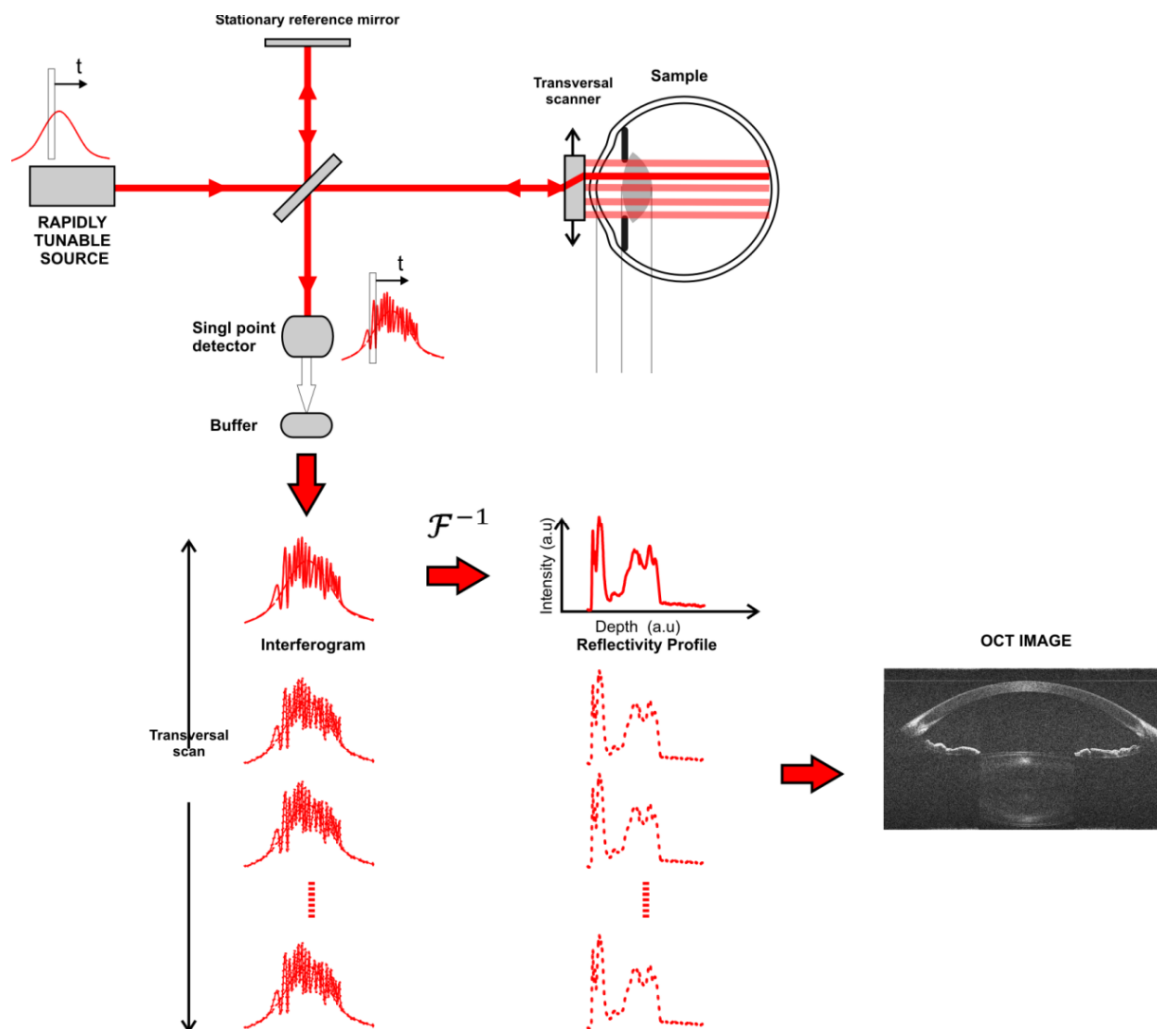 Stationary reference mirror
t
Transversal
scanner
Sample
RAPIDLY
TUNABLE
SOURCE
t
Singl point
detector
Buffer
ℱ⁻¹
Intensity (a.u)
Depth (a.u)
Interferogram
Reflectivity Profile
OCT IMAGE
Transversal
scan